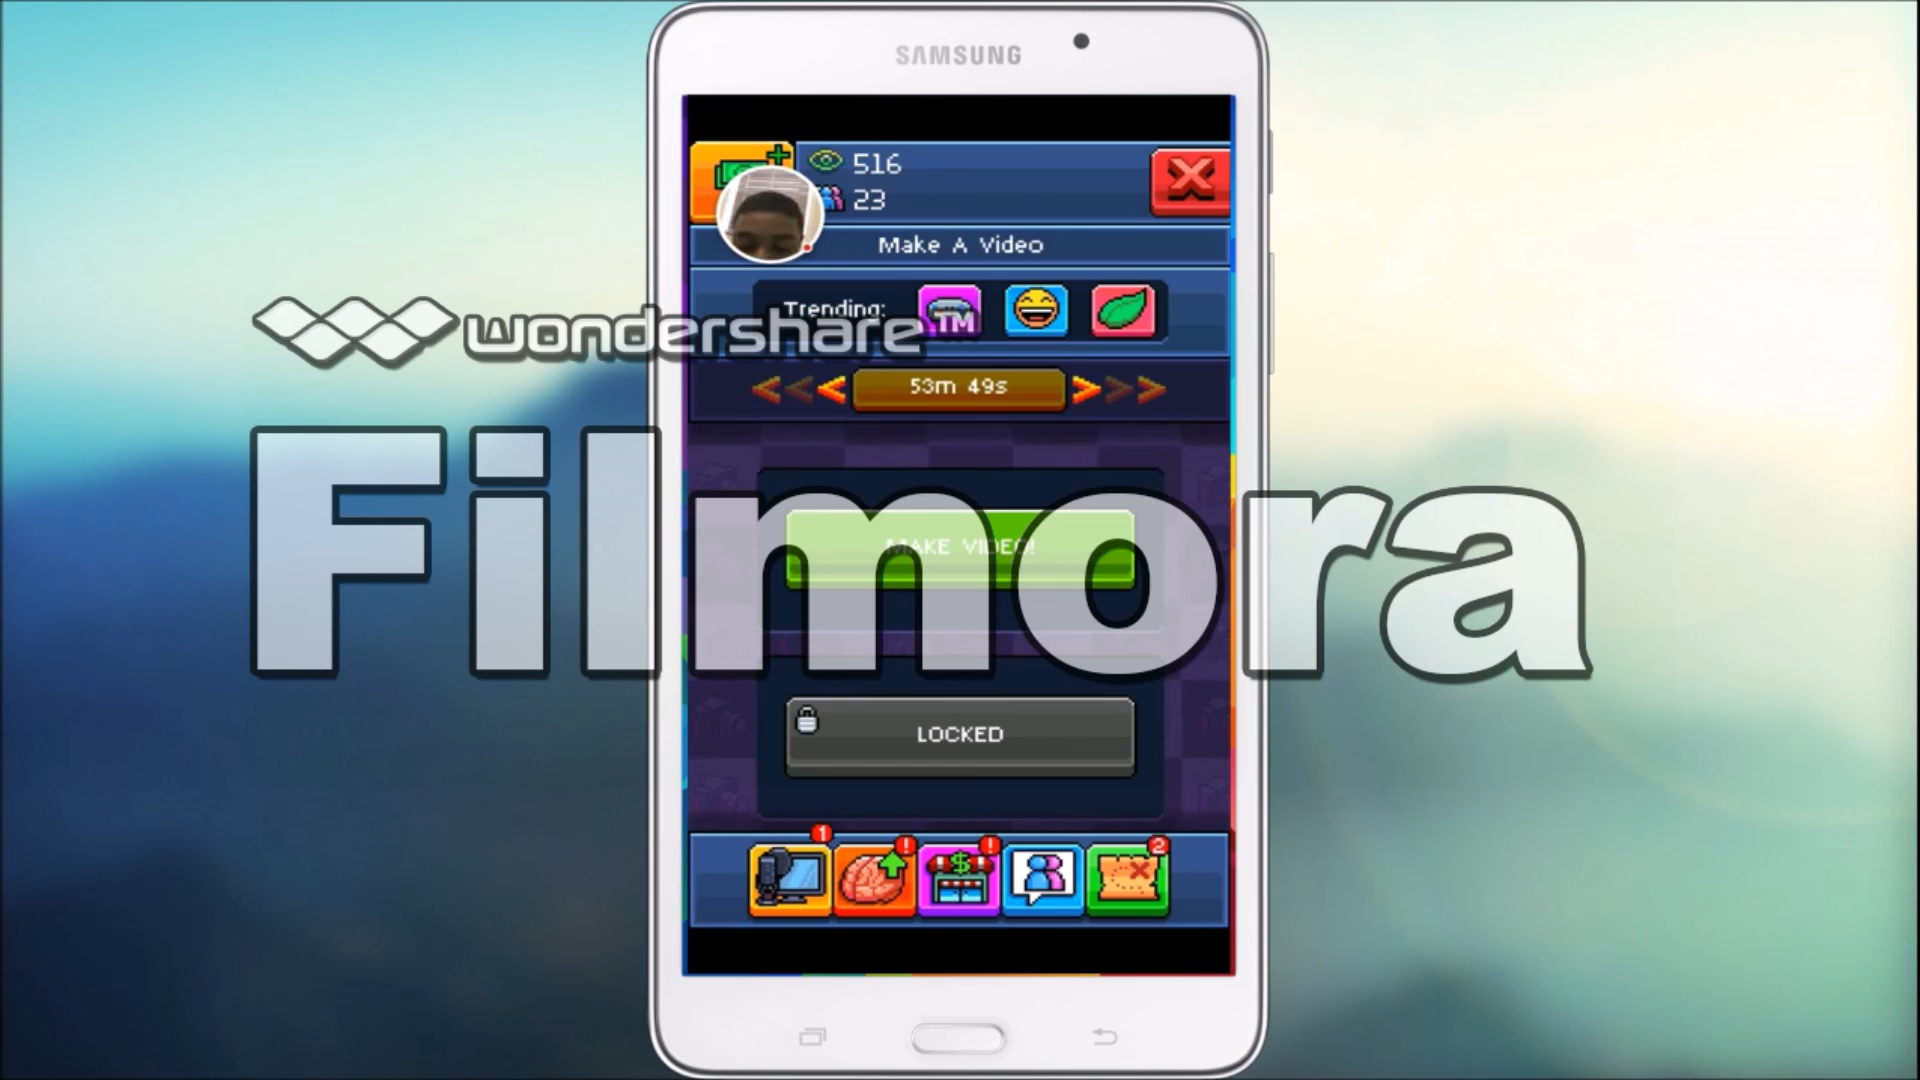 SAMSUNG
516
23
Make A Video
Trending:
TM
wondershare
53m 49s
Filmora
MAKE VIDEO!
LOCKED
1
!
!
2